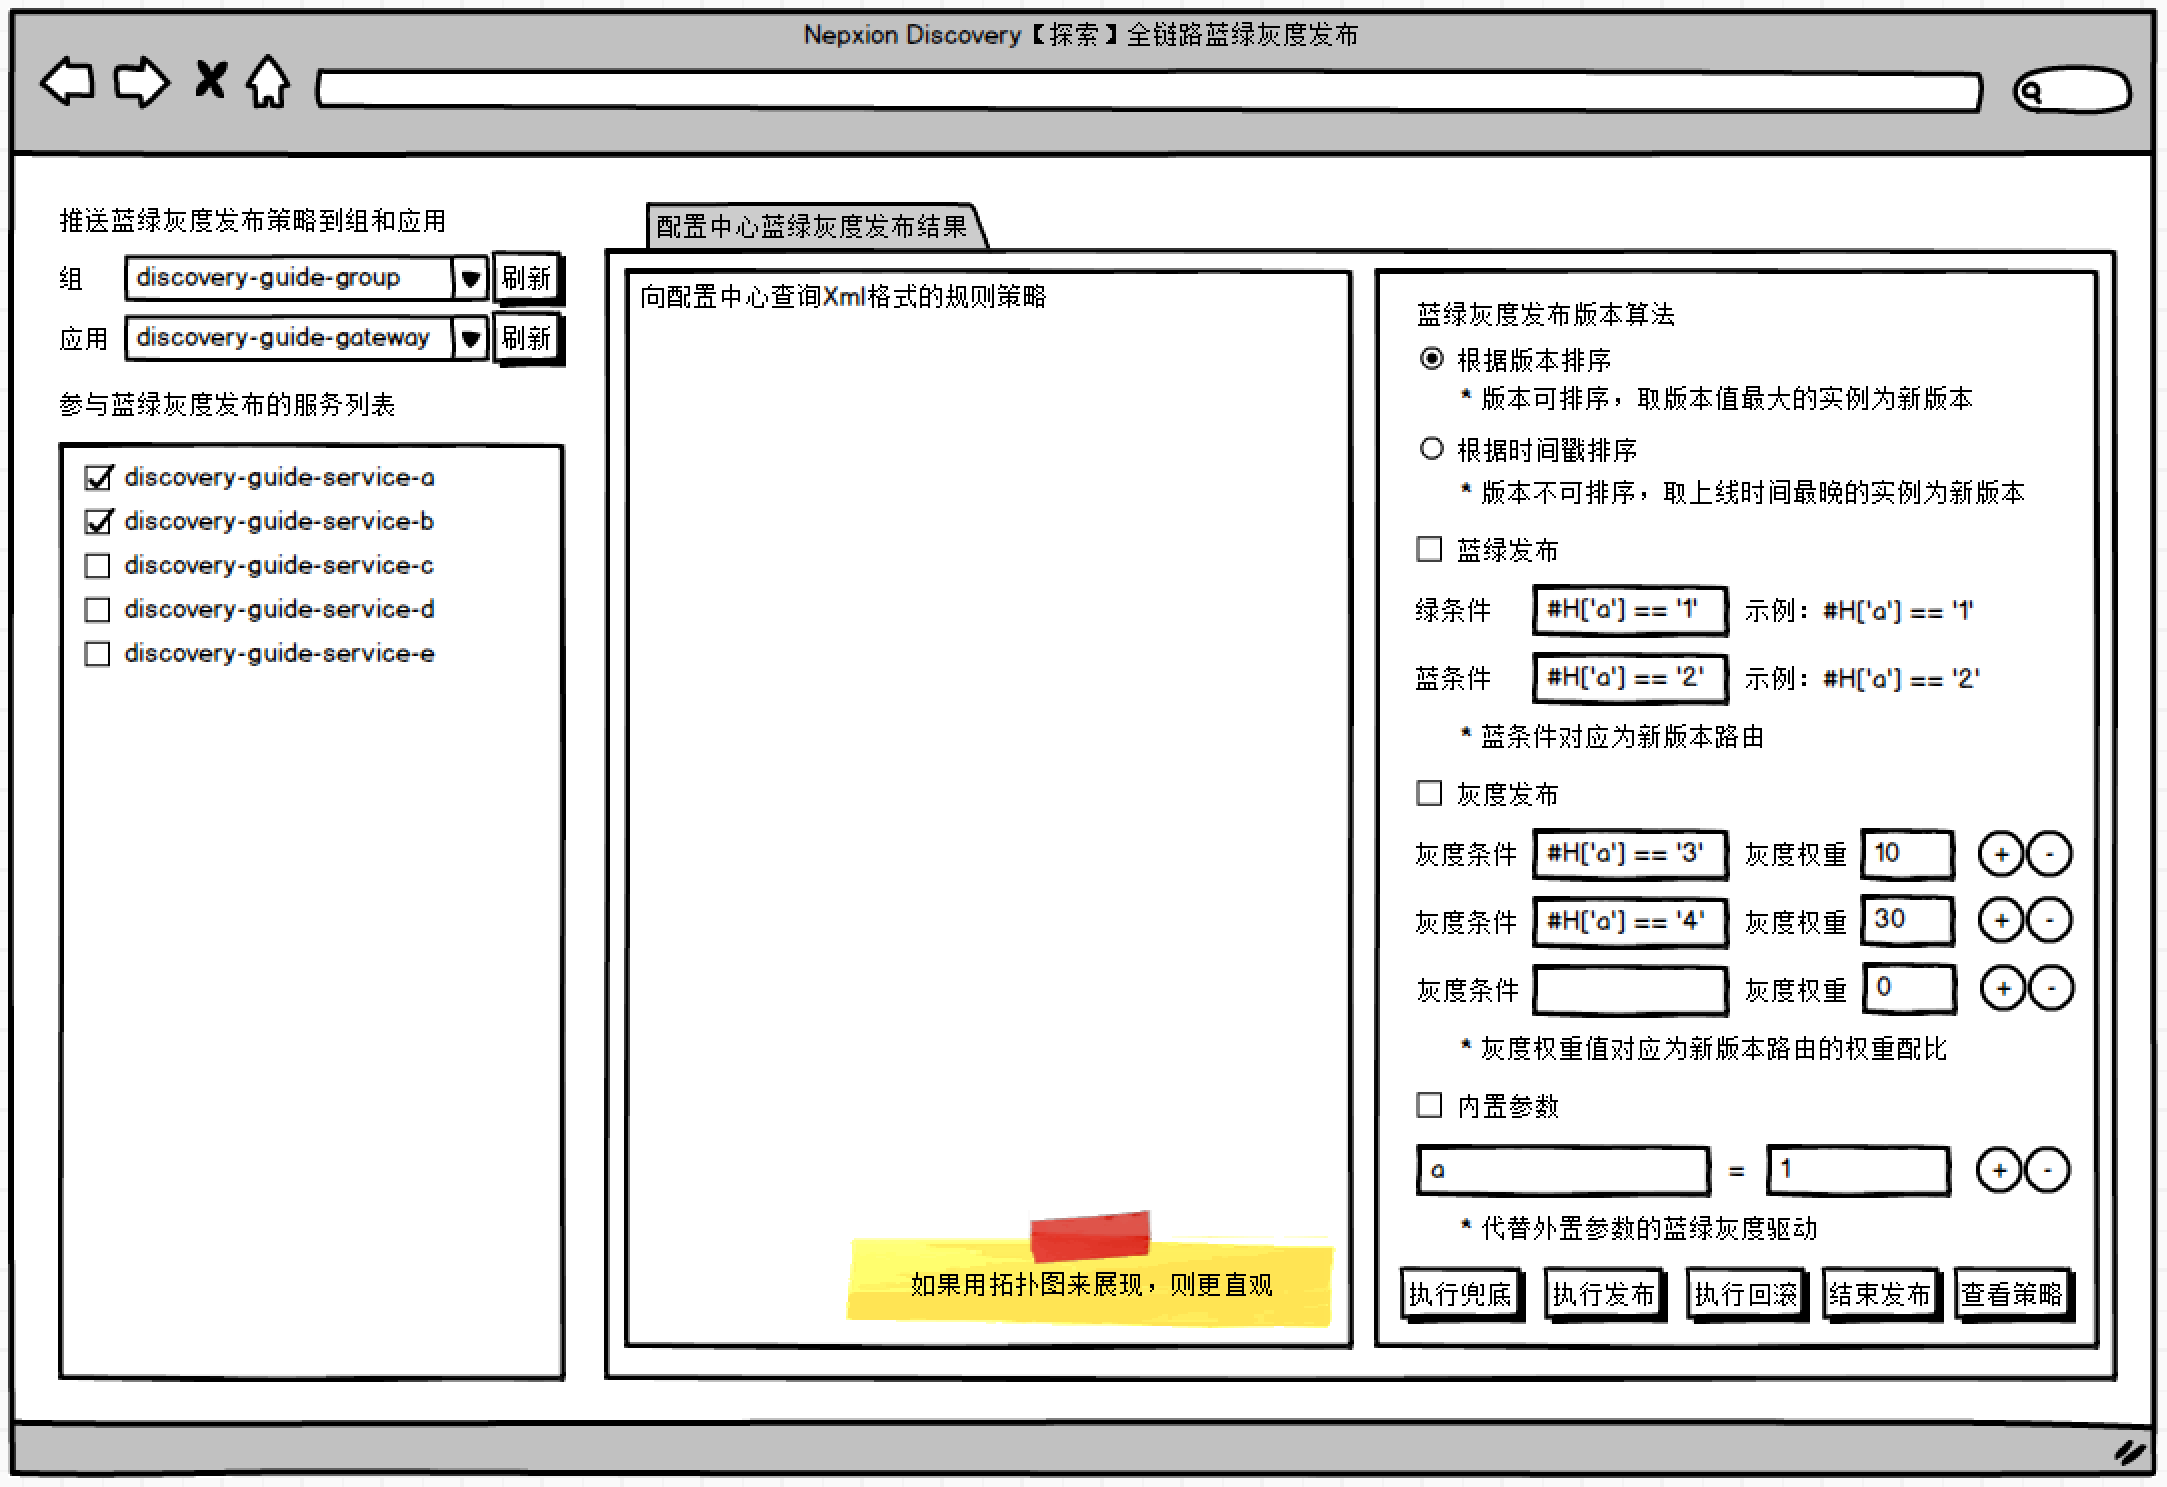 Nepxion Discovery【探索】全链路蓝绿灰度发布
推送蓝绿灰度发布策略到组和应用
组 discovery-guide-group 刷新
应用 discovery-guide-gateway 刷新
参与蓝绿灰度发布的服务列表
discovery-guide-service-a
discovery-guide-service-b
discovery-guide-service-c
discovery-guide-service-d
discovery-guide-service-e
配置中心蓝绿灰度发布结果
向配置中心查询Xml格式的规则策略
如果用拓扑图来展现，则更直观
蓝绿灰度发布版本算法
根据版本排序
* 版本可排序，取版本值最大的实例为新版本
根据时间戳排序
* 版本不可排序，取上线时间最晚的实例为新版本
蓝绿发布
绿条件 #H['a'] == '1' 示例：#H['a'] == '1'
蓝条件 #H['a'] == '2' 示例：#H['a'] == '2'
* 蓝条件对应为新版本路由
灰度发布
灰度条件 #H['a'] == '3' 灰度权重 10 + -
灰度条件 #H['a'] == '4' 灰度权重 30 + -
灰度条件 灰度权重 0 + -
* 灰度权重值对应为新版本路由的权重配比
内置参数
a = 1 + -
* 代替外置参数的蓝绿灰度驱动
执行兜底 执行发布 执行回滚 结束发布 查看策略